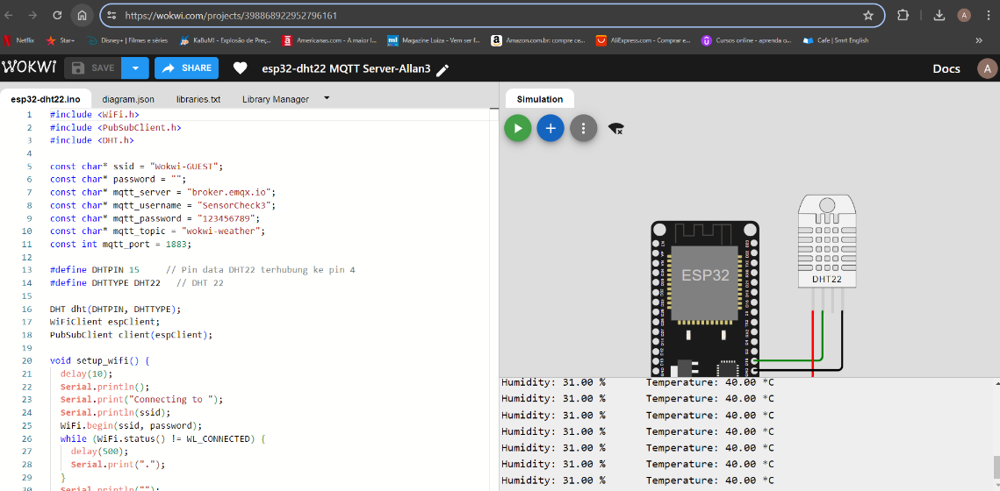 https://wokwi.com/projects/398868922952796161
A
Netflix
Star+
Disney+ | Filmes e séries
KaBuM! - Explosão de Preç...
Americanas.com - A maior l...
Magazine Luiza - Ven ser f...
Amazon.com.br: compre ce...
AliExpress.com - Comprar e...
Cursos online - aprenda o...
Cafe | Smrt English
WOKWI
SAVE
SHARE
esp32-dht22 MQTT Server-Allan3
Docs
A
esp32-dht22.ino
diagram.json
libraries.txt
Library Manager
Simulation
1 #include <WiFi.h>
2 #include <PubSubClient.h>
3 #include <DHT.h>
4
5 const char* ssid = "Wokwi-GUEST";
6 const char* password = "";
7 const char* mqtt_server = "broker.emqx.io";
8 const char* mqtt_username = "SensorCheck3";
9 const char* mqtt_password = "123456789";
10 const char* mqtt_topic = "wokwi-weather";
11 const int mqtt_port = 1883;
12
13 #define DHTPIN 15 // Pin data DHT22 terhubung ke pin 4
14 #define DHTTYPE DHT22 // DHT 22
15
16 DHT dht(DHTPIN, DHTTYPE);
17 WiFiClient espClient;
18 PubSubClient client(espClient);
19
20 void setup_wifi() {
21 delay(10);
22 Serial.println();
23 Serial.print("Connecting to ");
24 Serial.println(ssid);
25 WiFi.begin(ssid, password);
26 while (WiFi.status() != WL_CONNECTED) {
27 delay(500);
28 Serial.print(".");
29 }
30 Serial.println("");
ESP32
DHT22
Humidity: 31.00 % Temperature: 40.00 *C
Humidity: 31.00 % Temperature: 40.00 *C
Humidity: 31.00 % Temperature: 40.00 *C
Humidity: 31.00 % Temperature: 40.00 *C
Humidity: 31.00 % Temperature: 40.00 *C
Humidity: 31.00 % Temperature: 40.00 *C
Humidity: 31.00 % Temperature: 40.00 *C